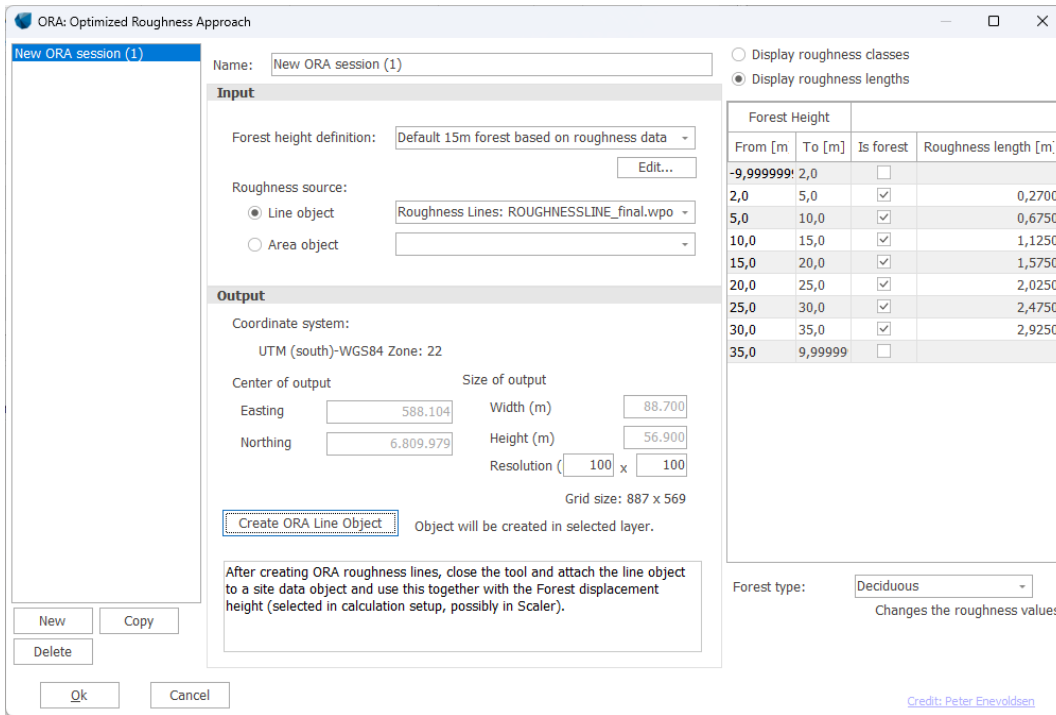 ORA: Optimized Roughness Approach
New ORA session (1)
Name: New ORA session (1)
Input
Forest height definition: Default 15m forest based on roughness data
Edit...
Roughness source:
Line object Roughness Lines: ROUGHNESSLINE_final.wpo
Area object
Output
Coordinate system:
UTM (south)-WGS84 Zone: 22
Center of output Size of output
Easting 588.104 Width (m) 88.700
Northing 6.809.979 Height (m) 56.900
Resolution ( 100 x 100
Grid size: 887 x 569
Create ORA Line Object Object will be created in selected layer.
After creating ORA roughness lines, close the tool and attach the line object
to a site data object and use this together with the Forest displacement
height (selected in calculation setup, possibly in Scaler).
New Copy
Delete
Ok Cancel
Display roughness classes
Display roughness lengths
Forest Height
From [m To [m] Is forest Roughness length [m]
-9,9999999 2,0
2,0 5,0 0,2700
5,0 10,0 0,6750
10,0 15,0 1,1250
15,0 20,0 1,5750
20,0 25,0 2,0250
25,0 30,0 2,4750
30,0 35,0 2,9250
35,0 9,99999
Forest type: Deciduous
Changes the roughness values
Credit: Peter Enevoldsen